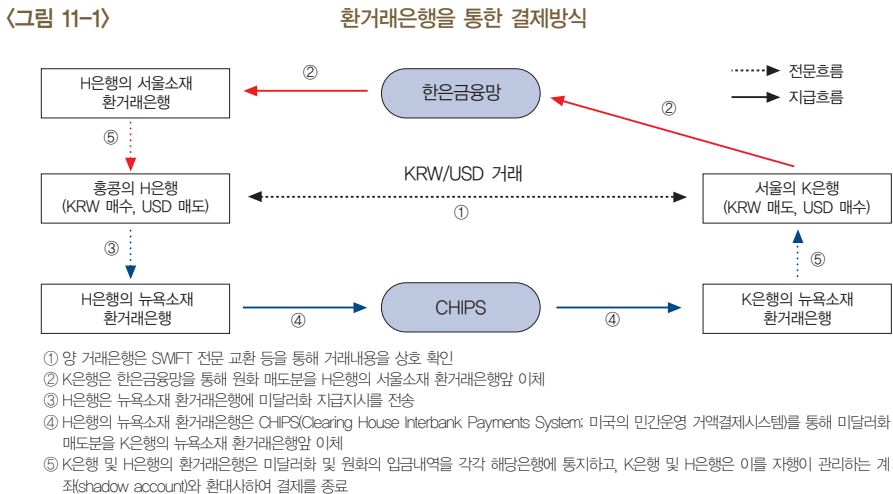 〈그림 11-1〉 환거래은행을 통한 결제방식
전문흐름
지급흐름
H은행의 서울소재
환거래은행
②
한은금융망
②
⑤
홍콩의 H은행
(KRW 매수, USD 매도)
KRW/USD 거래
①
서울의 K은행
(KRW 매도, USD 매수)
③
⑤
H은행의 뉴욕소재
환거래은행
④
CHIPS
④
K은행의 뉴욕소재
환거래은행
① 양 거래은행은 SWIFT 전문 교환 등을 통해 거래내용을 상호 확인
② K은행은 한은금융망을 통해 원화 매도분을 H은행의 서울소재 환거래은행앞 이체
③ H은행은 뉴욕소재 환거래은행에 미달러화 지급지시를 전송
④ H은행의 뉴욕소재 환거래은행은 CHIPS(Clearing House Interbank Payments System: 미국의 민간운영 거액결제시스템)를 통해 미달러화
매도분을 K은행의 뉴욕소재 환거래은행앞 이체
⑤ K은행 및 H은행의 환거래은행은 미달러화 및 원화의 입금내역을 각각 해당은행에 통지하고, K은행 및 H은행은 이를 자행이 관리하는 계
좌(shadow account)와 환대사하여 결제를 종료